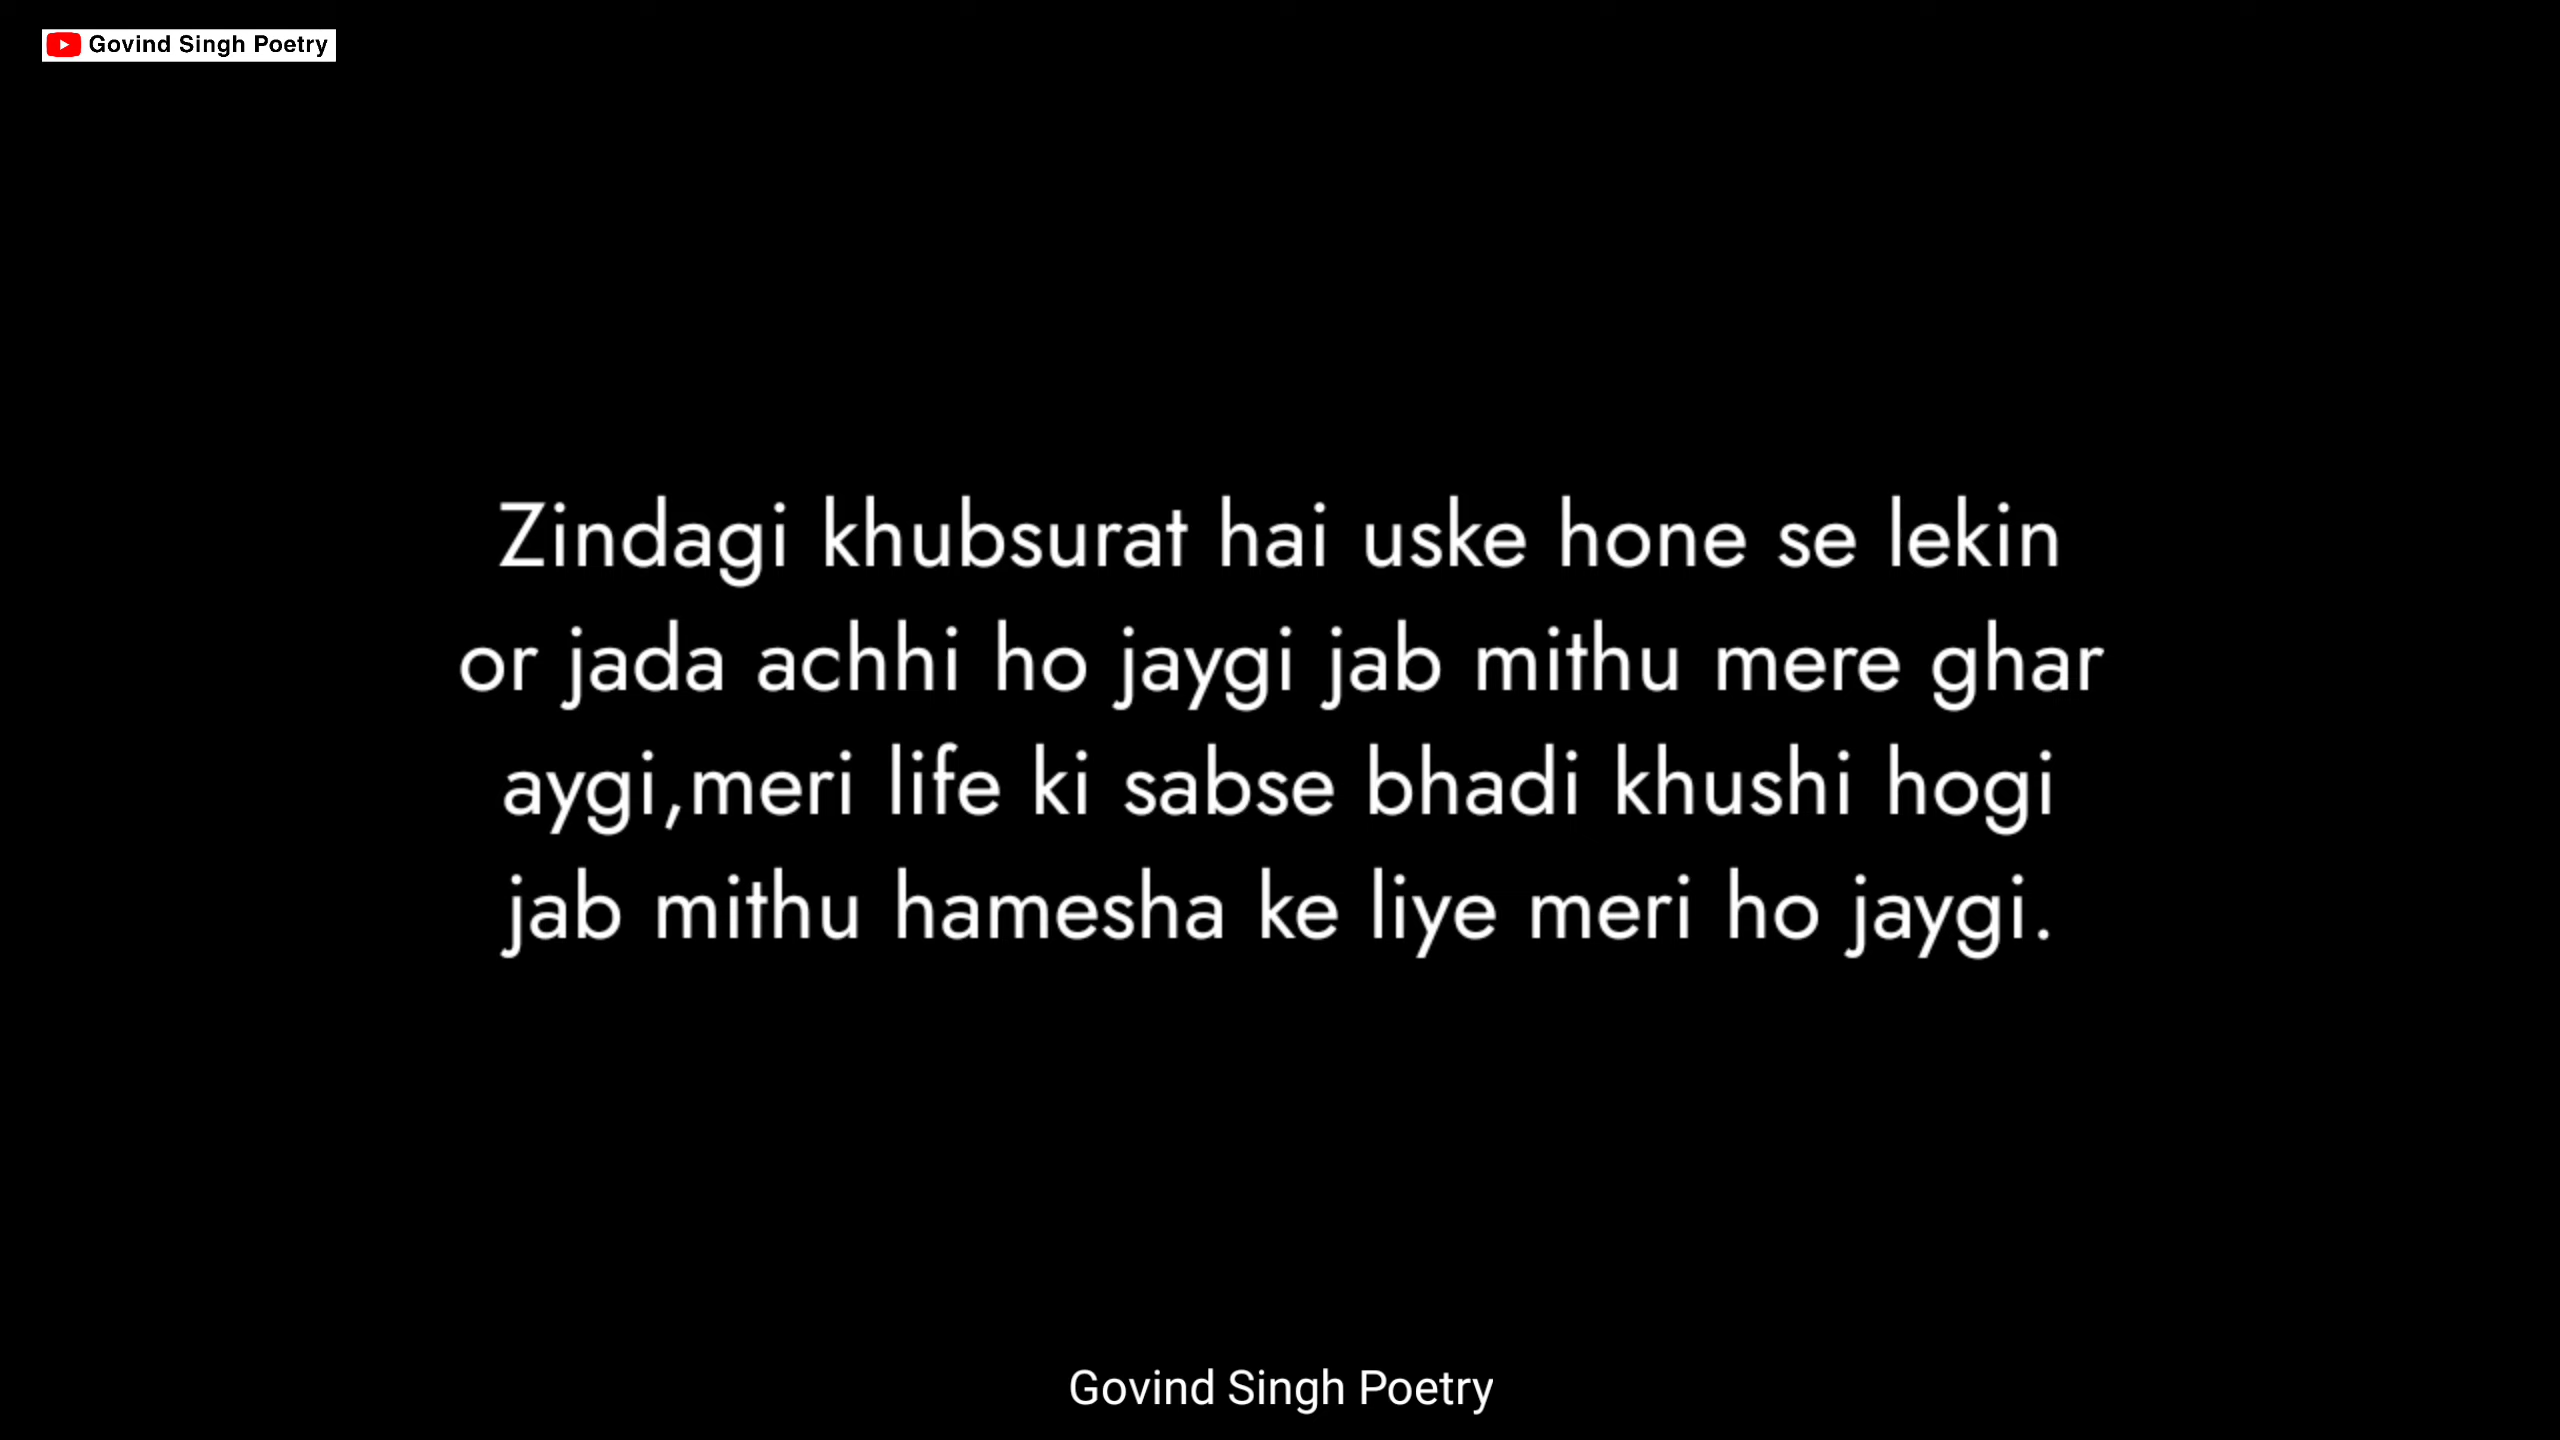 Govind Singh Poetry
Zindagi khubsurat hai uske hone se lekin
or jada achhi ho jaygi jab mithu mere ghar
aygi,meri life ki sabse bhadi khushi hogi
jab mithu hamesha ke liye meri ho jaygi.
Govind Singh Poetry